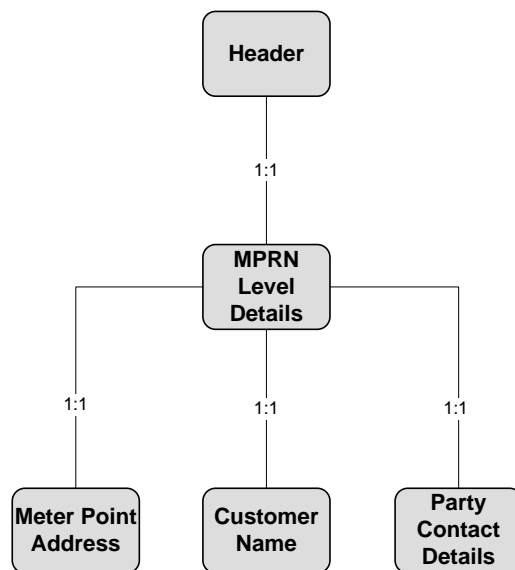 Header
1:1
MPRN
Level
Details
1:1
1:1
1:1
Meter Point
Address
Customer
Name
Party
Contact
Details